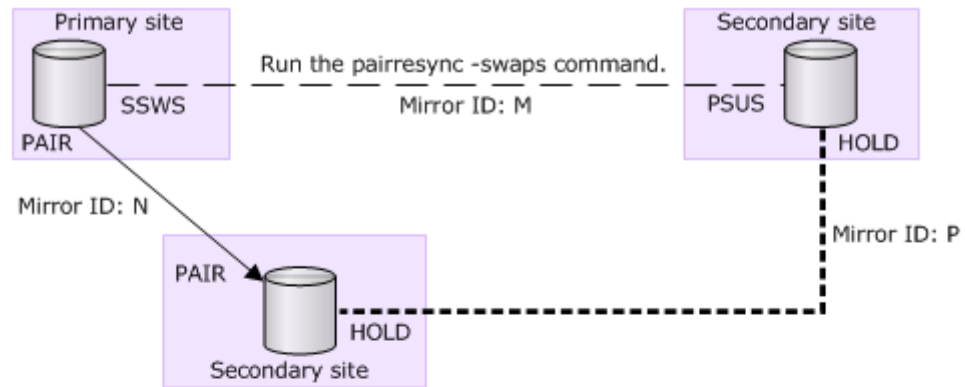 Primary site
Secondary site
Run the pairresync -swaps command.
SSWS
Mirror ID: M
PSUS
PAIR
HOLD
Mirror ID: N
Mirror ID: P
PAIR
HOLD
Secondary site